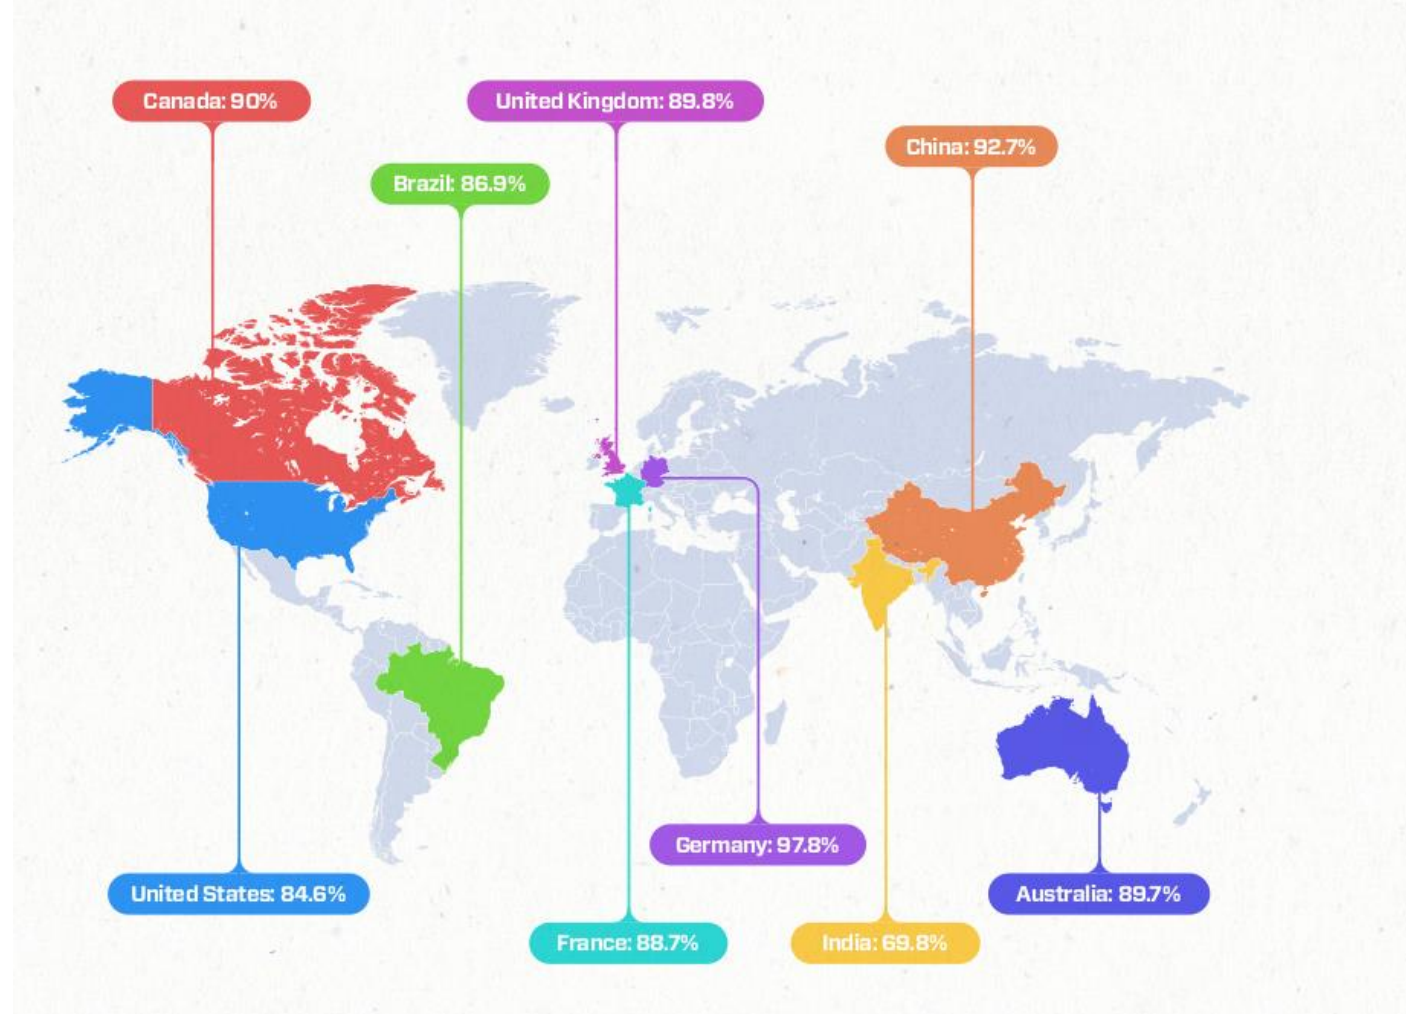 Canada: 90%
United Kingdom: 89.8%
China: 92.7%
Brazil: 86.9%
Germany: 97.8%
United States: 84.6%
Australia: 89.7%
France: 88.7%
India: 69.8%